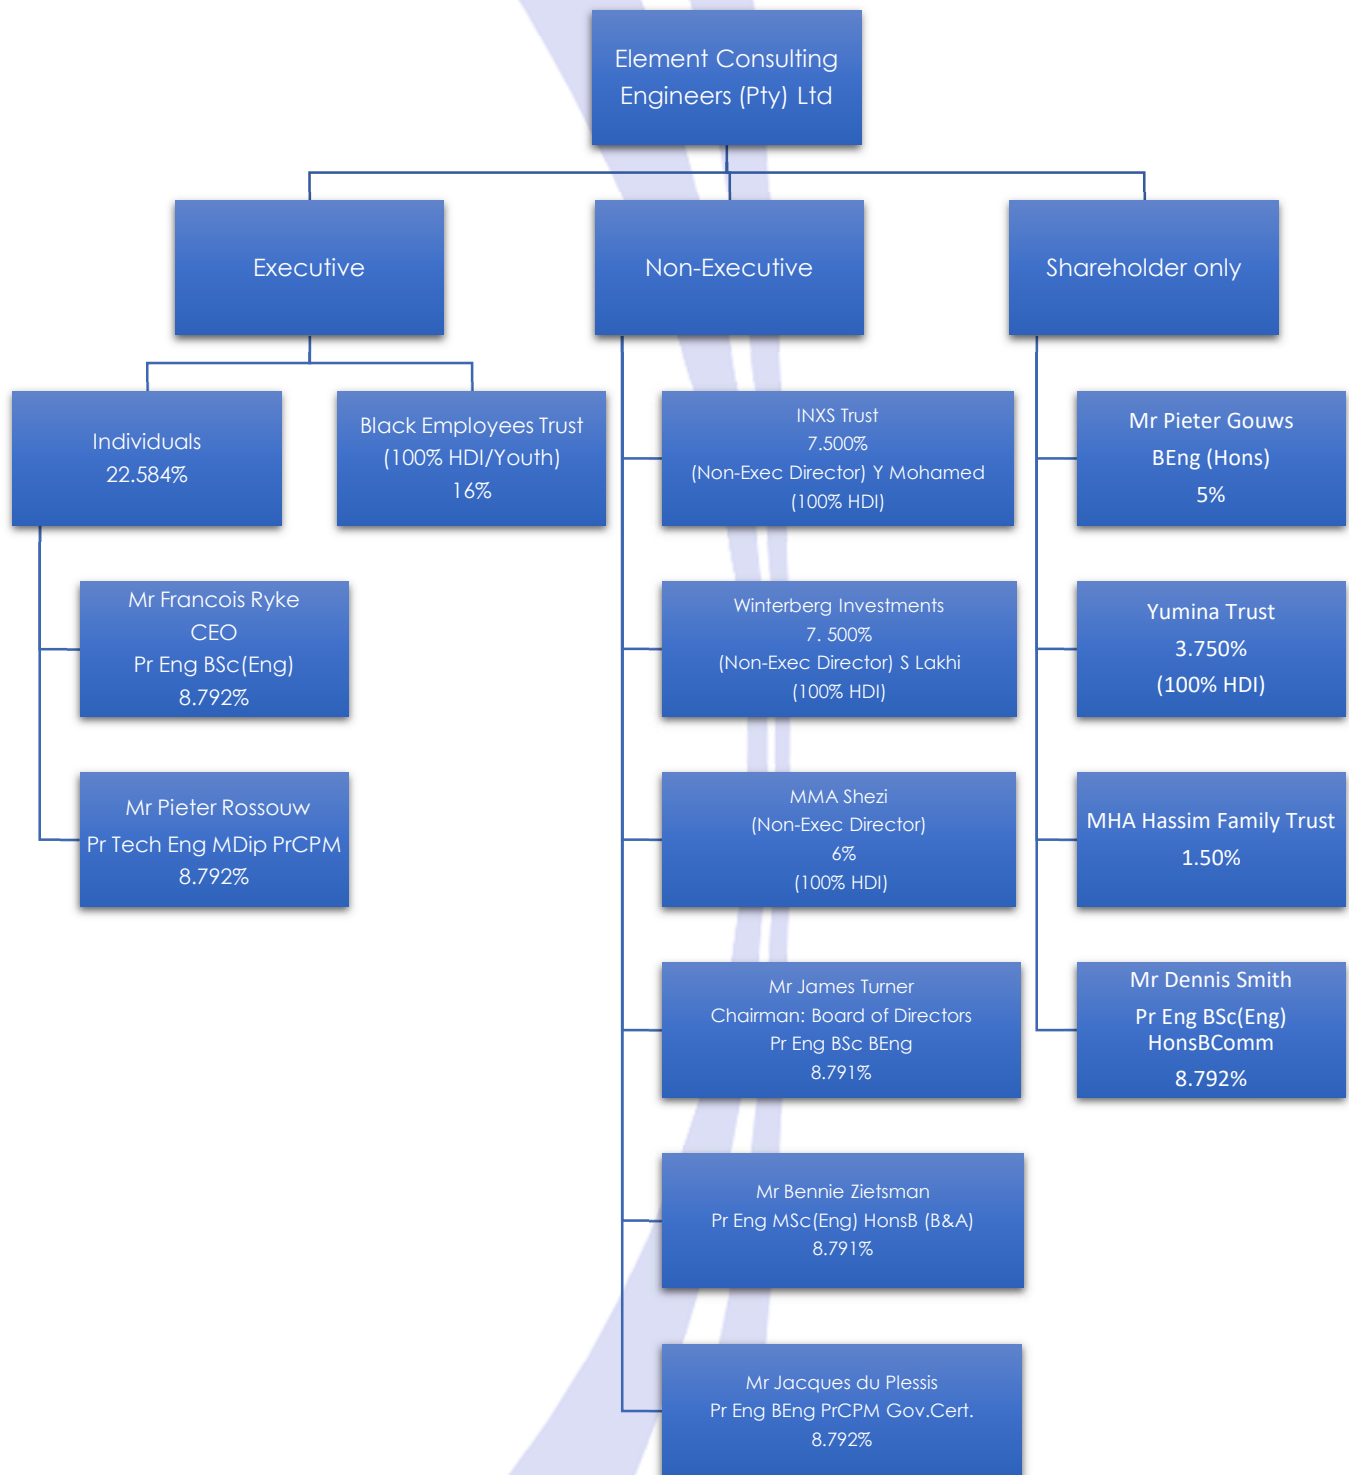 Element Consulting
Engineers (Pty) Ltd
Executive
Non-Executive
Shareholder only
Individuals
22.584%
Black Employees Trust
(100% HDI/Youth)
16%
Mr Francois Ryke
CEO
Pr Eng BSc(Eng)
8.792%
Mr Pieter Rossouw
Pr Tech Eng MDip PrCPM
8.792%
INXS Trust
7.500%
(Non-Exec Director) Y Mohamed
(100% HDI)
Winterberg Investments
7. 500%
(Non-Exec Director) S Lakhi
(100% HDI)
MMA Shezi
(Non-Exec Director)
6%
(100% HDI)
Mr James Turner
Chairman: Board of Directors
Pr Eng BSc BEng
8.791%
Mr Bennie Zietsman
Pr Eng MSc(Eng) HonsB (B&A)
8.791%
Mr Jacques du Plessis
Pr Eng BEng PrCPM Gov.Cert.
8.792%
Mr Pieter Gouws
BEng (Hons)
5%
Yumina Trust
3.750%
(100% HDI)
MHA Hassim Family Trust
1.50%
Mr Dennis Smith
Pr Eng BSc(Eng)
HonsBComm
8.792%